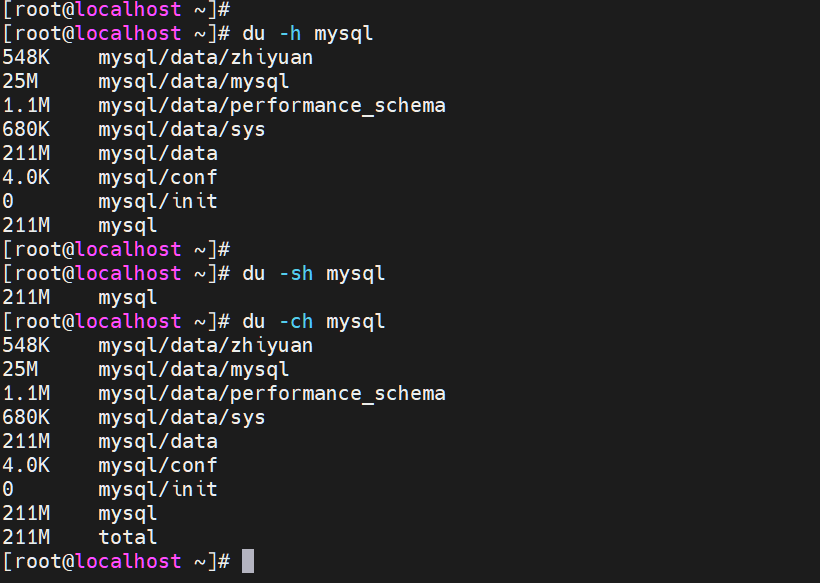 [root@localhost ~]#
[root@localhost ~]# du -h mysql
548K    mysql/data/zhiyuan
25M     mysql/data/mysql
1.1M    mysql/data/performance_schema
680K    mysql/data/sys
211M    mysql/data
4.0K    mysql/conf
0       mysql/init
211M    mysql
[root@localhost ~]#
[root@localhost ~]# du -sh mysql
211M    mysql
[root@localhost ~]# du -ch mysql
548K    mysql/data/zhiyuan
25M     mysql/data/mysql
1.1M    mysql/data/performance_schema
680K    mysql/data/sys
211M    mysql/data
4.0K    mysql/conf
0       mysql/init
211M    mysql
211M    total
[root@localhost ~]#